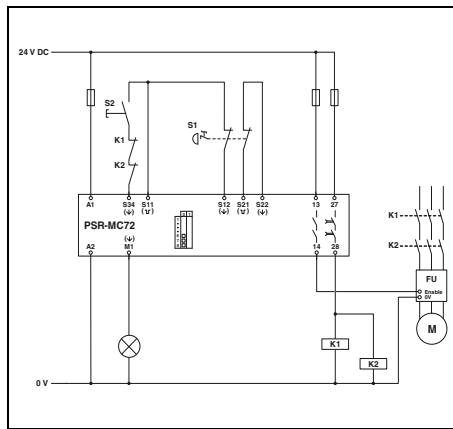 24 V DC
S2
S1
K1
K2
A1 S34 S11 S12 S21 S22 13 27
PSR-MC72
A2 M1 14 28
K1
K2
FU
Enable
0V
M
K1
K2
0 V